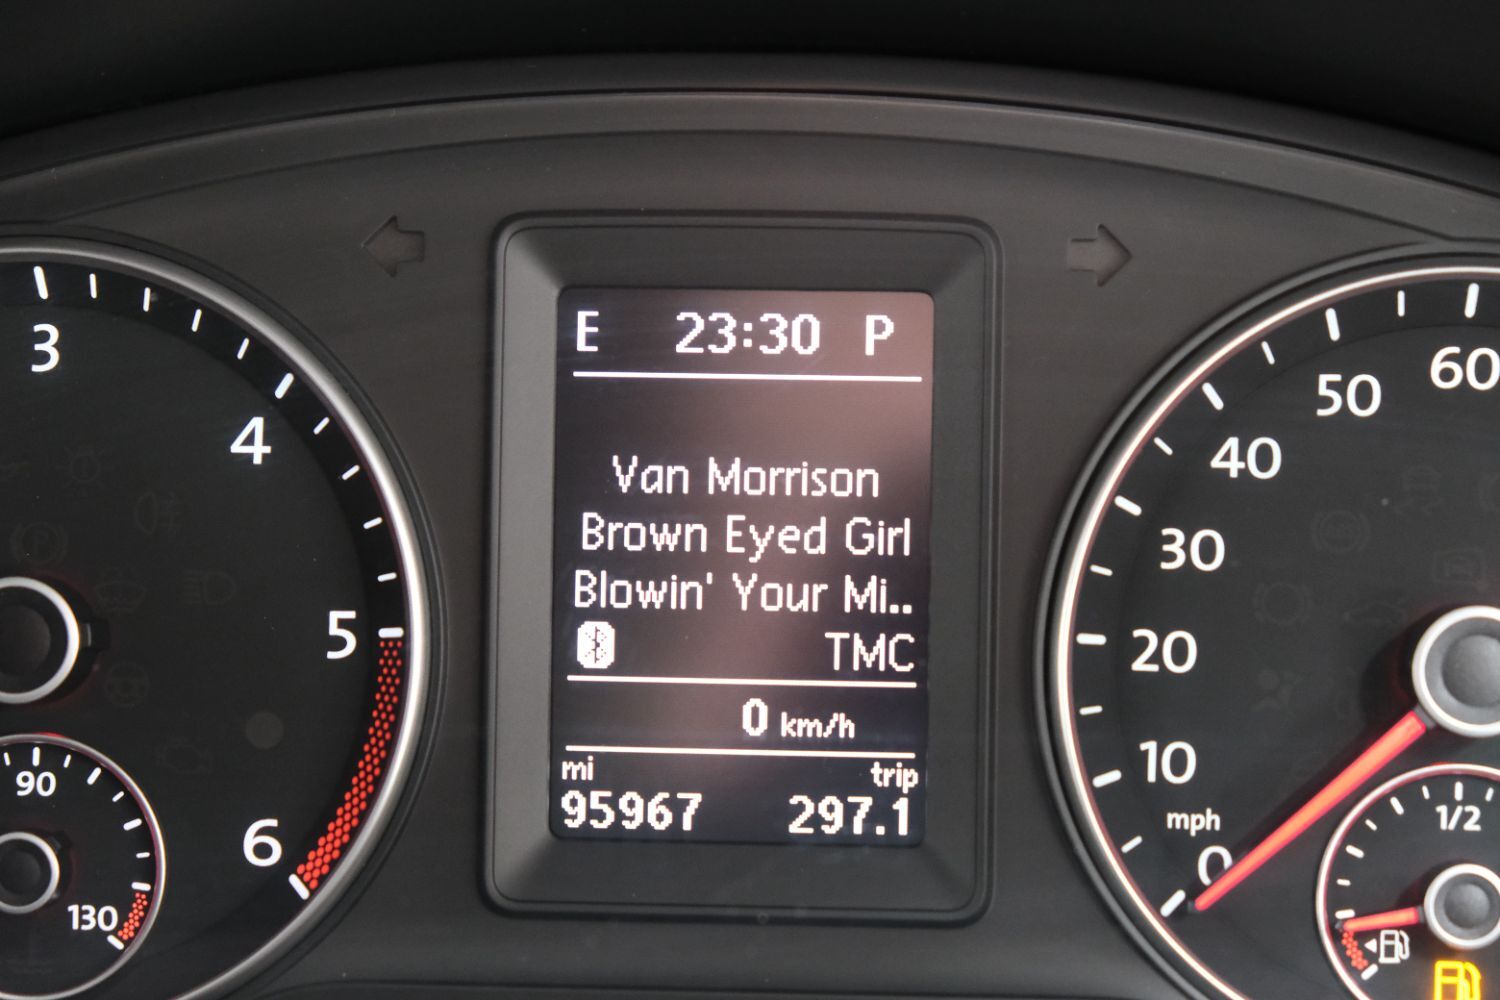 E 23:30 P
Van Morrison
Brown Eyed Girl
Blowin' Your Mi..
TMC
0 km/h
mi trip
95967 297.1
3
4
5
6
90
130
60
50
40
30
20
10
mph
0
1/2